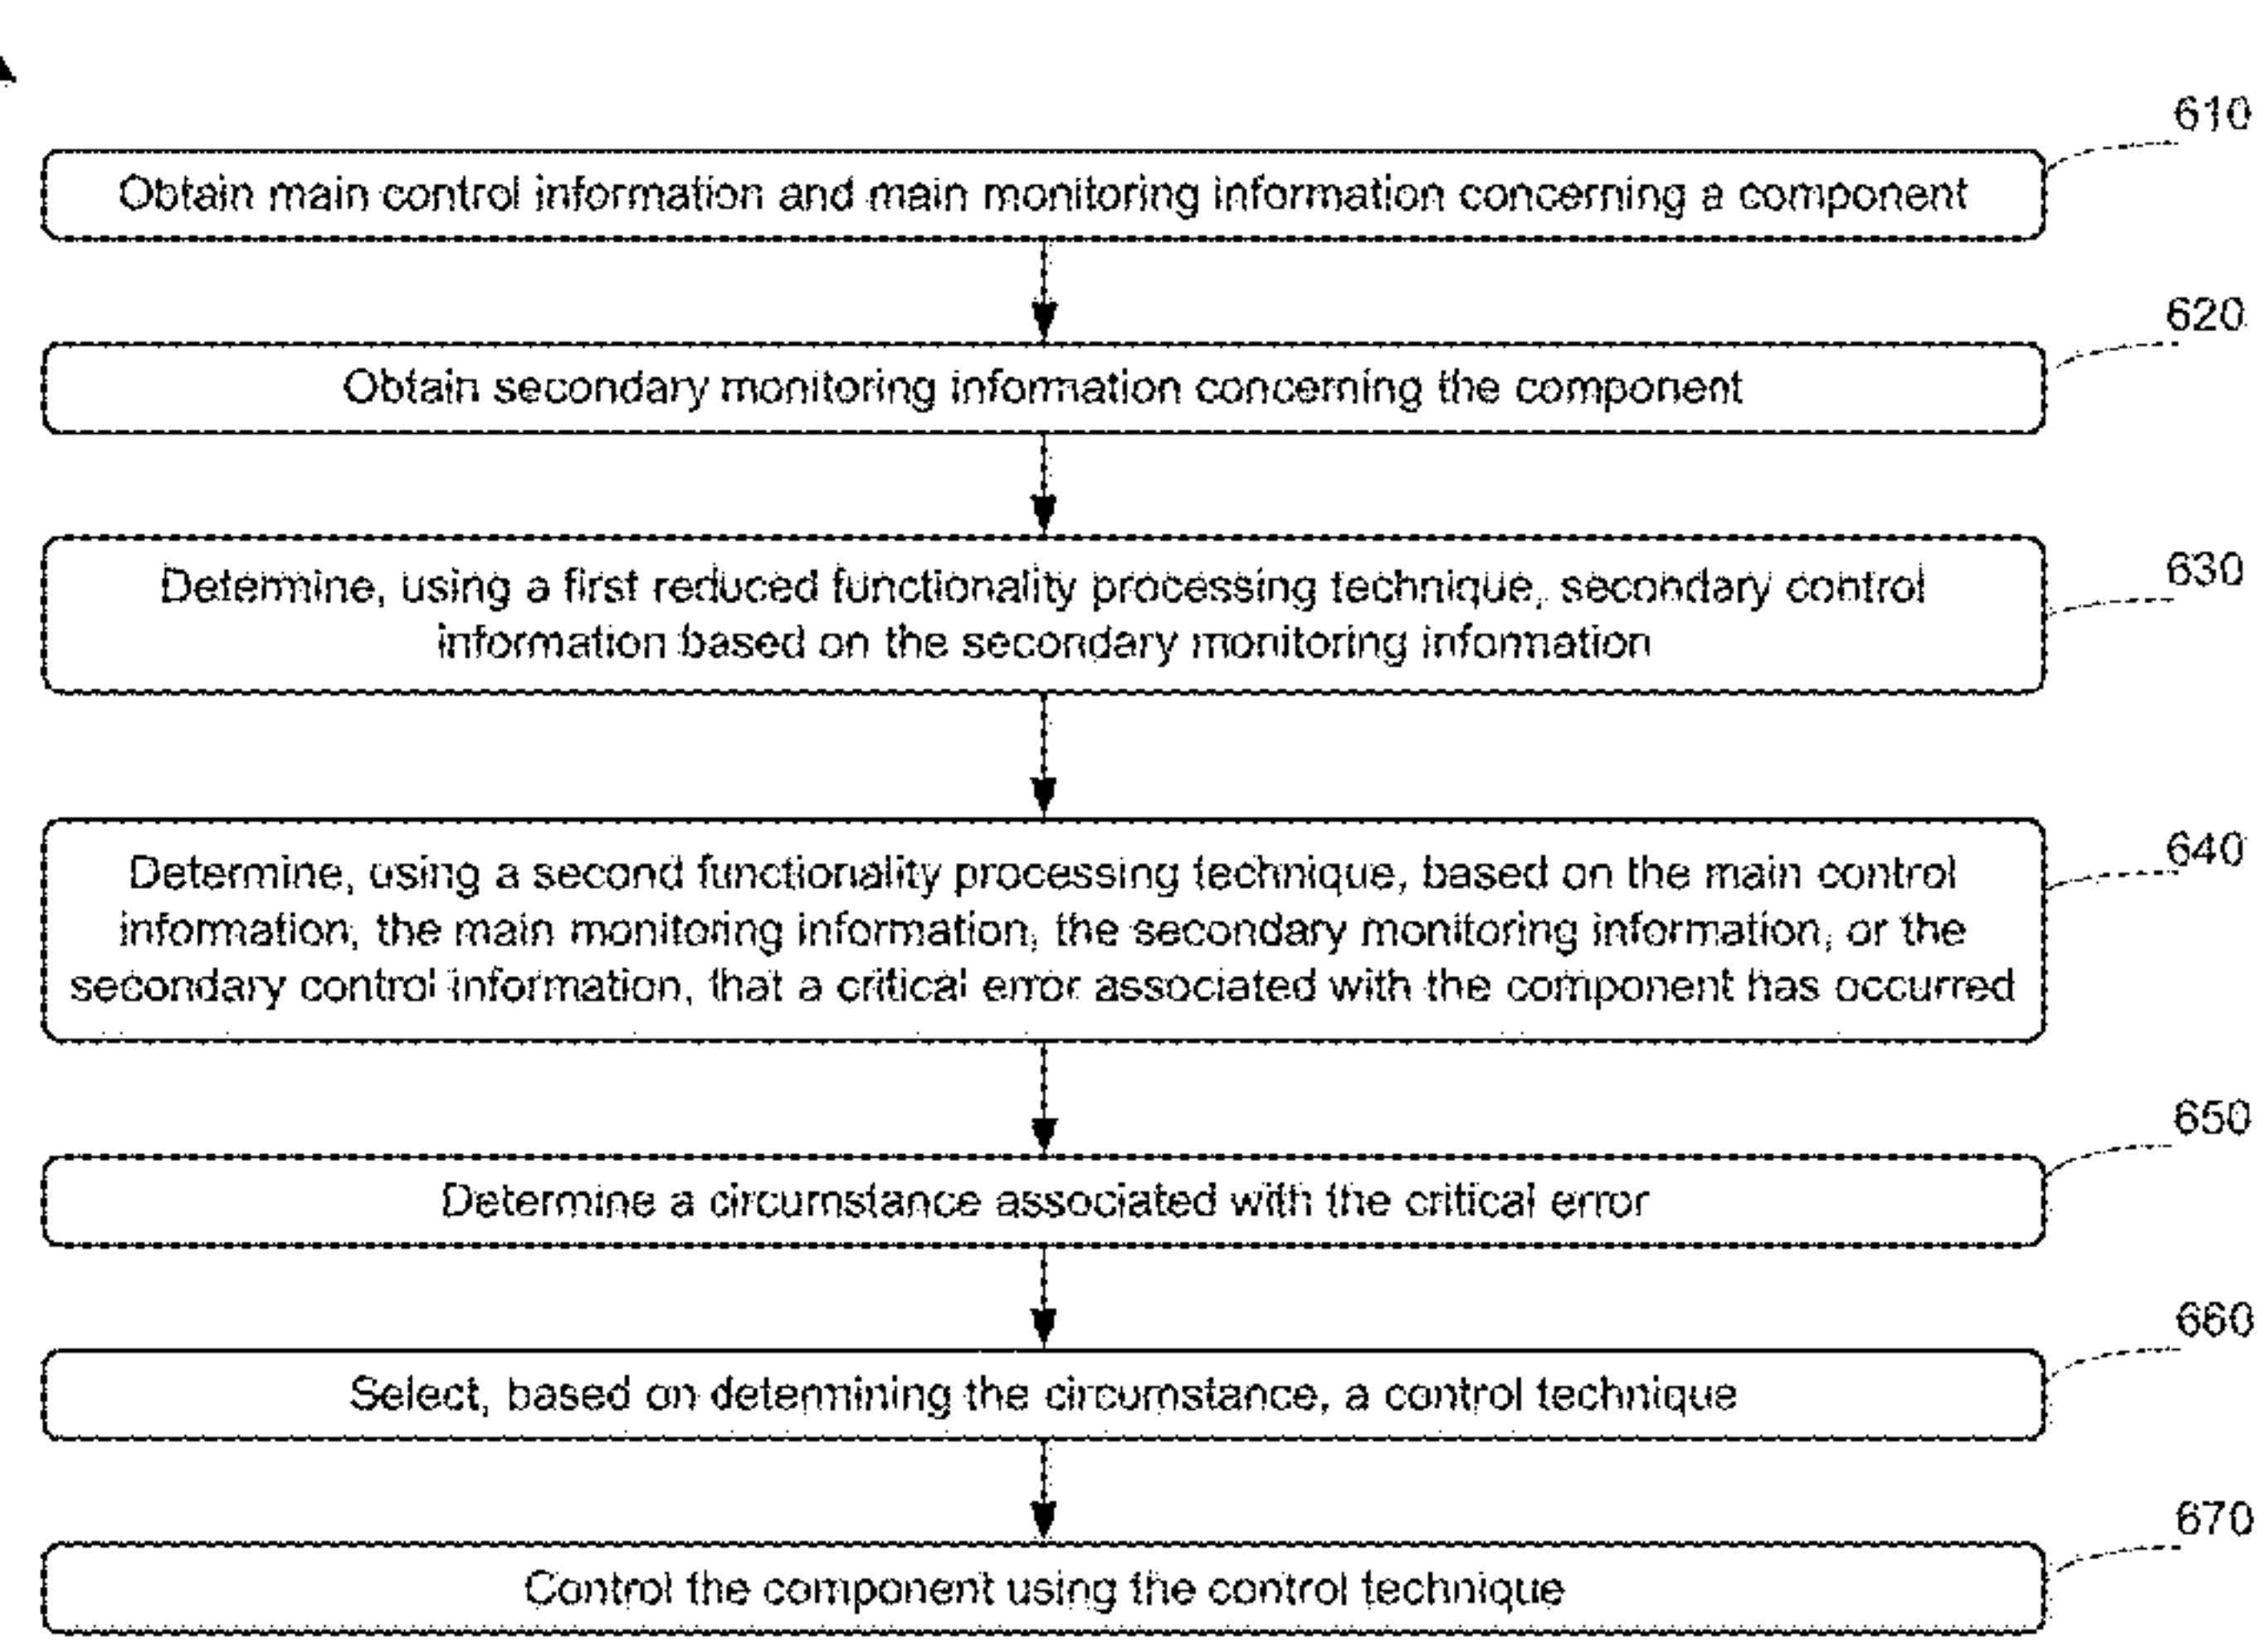 610
Obtain main control information and main monitoring information concerning a component
620
Obtain secondary monitoring information concerning the component
630
Determine, using a first reduced functionality processing technique, secondary control
information based on the secondary monitoring information
640
Determine, using a second functionality processing technique, based on the main control
information, the main monitoring information, the secondary monitoring information, or the
secondary control information, that a critical error associated with the component has occurred
650
Determine a circumstance associated with the critical error
660
Select, based on determining the circumstance, a control technique
670
Control the component using the control technique